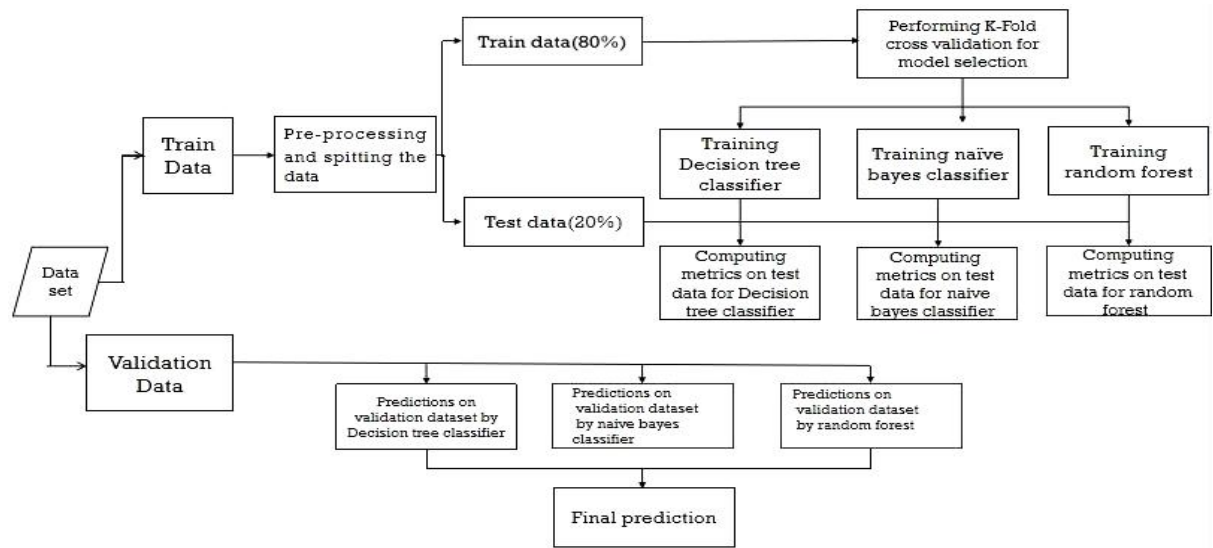 Train data(80%)
Performing K-Fold
cross validation for
model selection
Train
Data
Pre-processing
and spitting the
data
Training
Decision tree
classifier
Training naïve
bayes classifier
Training
random forest
Test data(20%)
Data
set
Computing
metrics on test
data for Decision
tree classifier
Computing
metrics on test
data for naive
bayes classifier
Computing
metrics on test
data for random
forest
Validation
Data
Predictions on
validation dataset by
Decision tree classifier
Predictions on
validation dataset
by naive bayes
classifier
Predictions on
validation dataset
by random forest
Final prediction